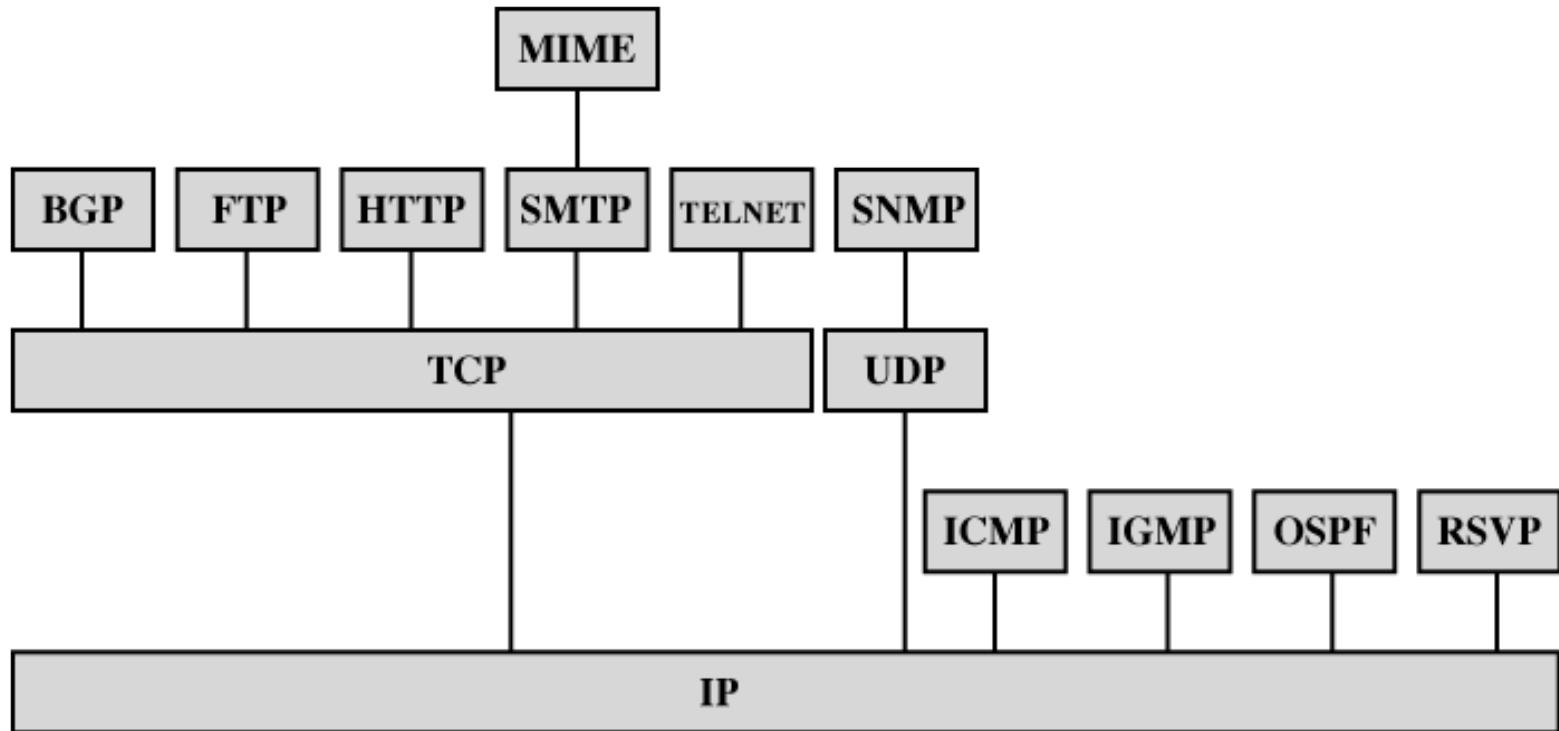 MIME
BGP FTP HTTP SMTP TELNET SNMP
TCP UDP
ICMP IGMP OSPF RSVP
IP